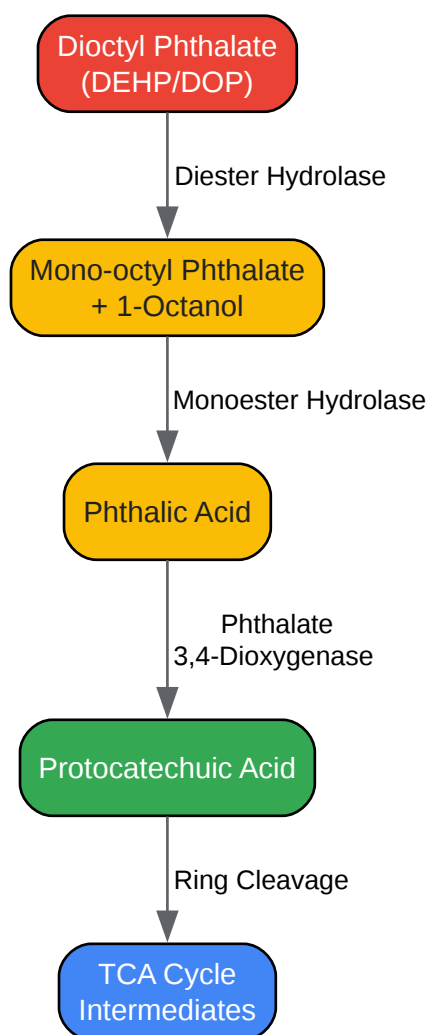 Dioctyl Phthalate
(DEHP/DOP)
Diester Hydrolase
Mono-octyl Phthalate
+ 1-Octanol
Monoester Hydrolase
Phthalic Acid
Phthalate
3,4-Dioxygenase
Protocatechuic Acid
Ring Cleavage
TCA Cycle
Intermediates